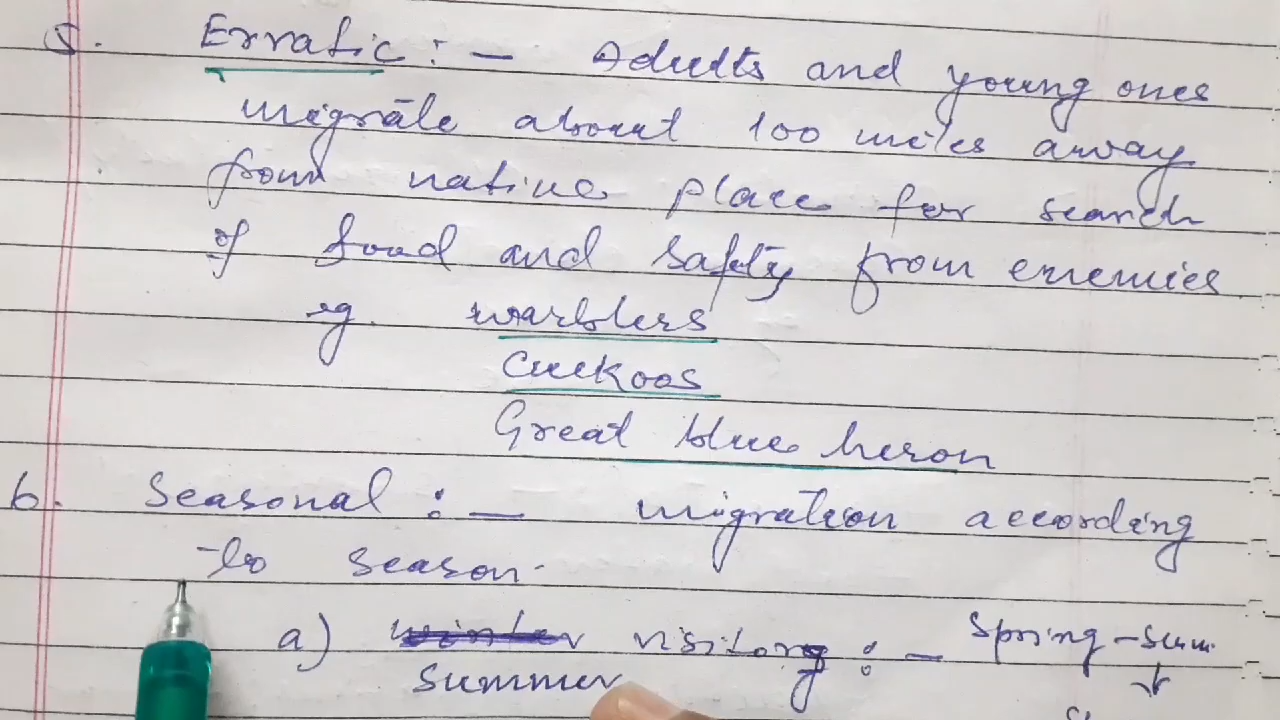 5. Erratic : — Adults and young ones
migrate about 100 miles away
from native place for search
of food and safety from enemies
eg. warblers
Cuckoos
Great blue heron
6. Seasonal : — migration according
to season.
a) winter visitors : — Spring - Sum.
Summer